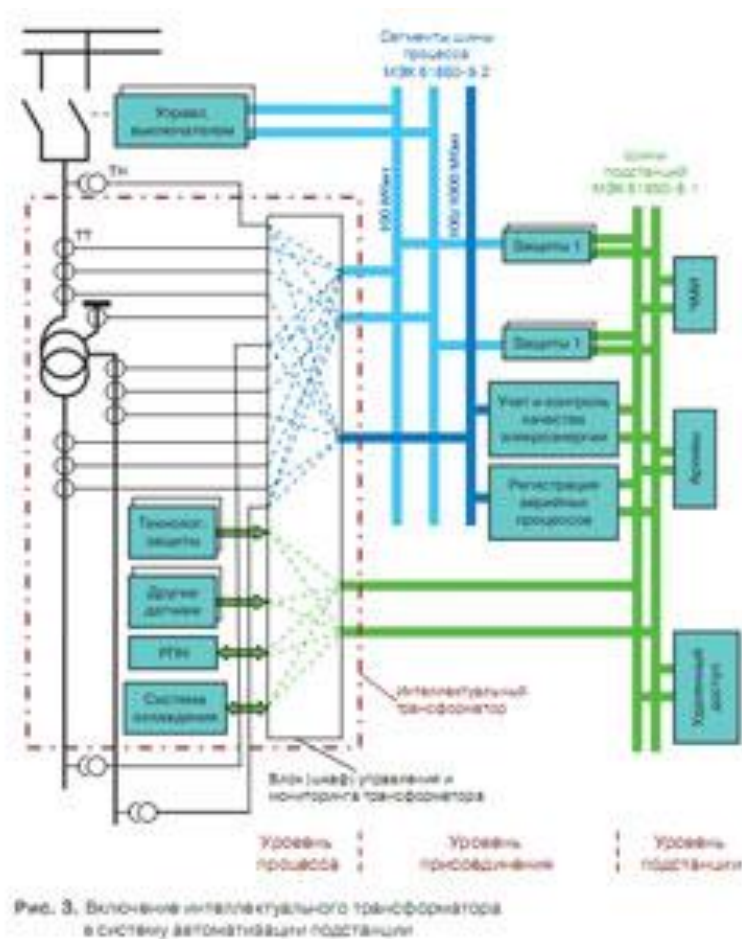 Сегменты шины
процесса
МЭК 61850-9.2
Управл.
выключателем
ТН
100 Мбит
100/1000 Мбит
подстанции
МЭК 61850-8.1
ТТ
Защиты 1
ЧМИ
Защиты 1
Учет и контроль
качества
электроэнергии
Архивы
Регистрация
аварийных
процессов
Технолог.
защиты
Другие
датчики
РПН
Система
охлаждения
Удаленный
доступ
Интеллектуальный
трансформатор
Блок (шкаф) управления и
мониторинга трансформатора
Уровень
процесса
Уровень
присоединения
Уровень
подстанции
Рис. 3. Включение интеллектуального трансформатора
в систему автоматизации подстанции